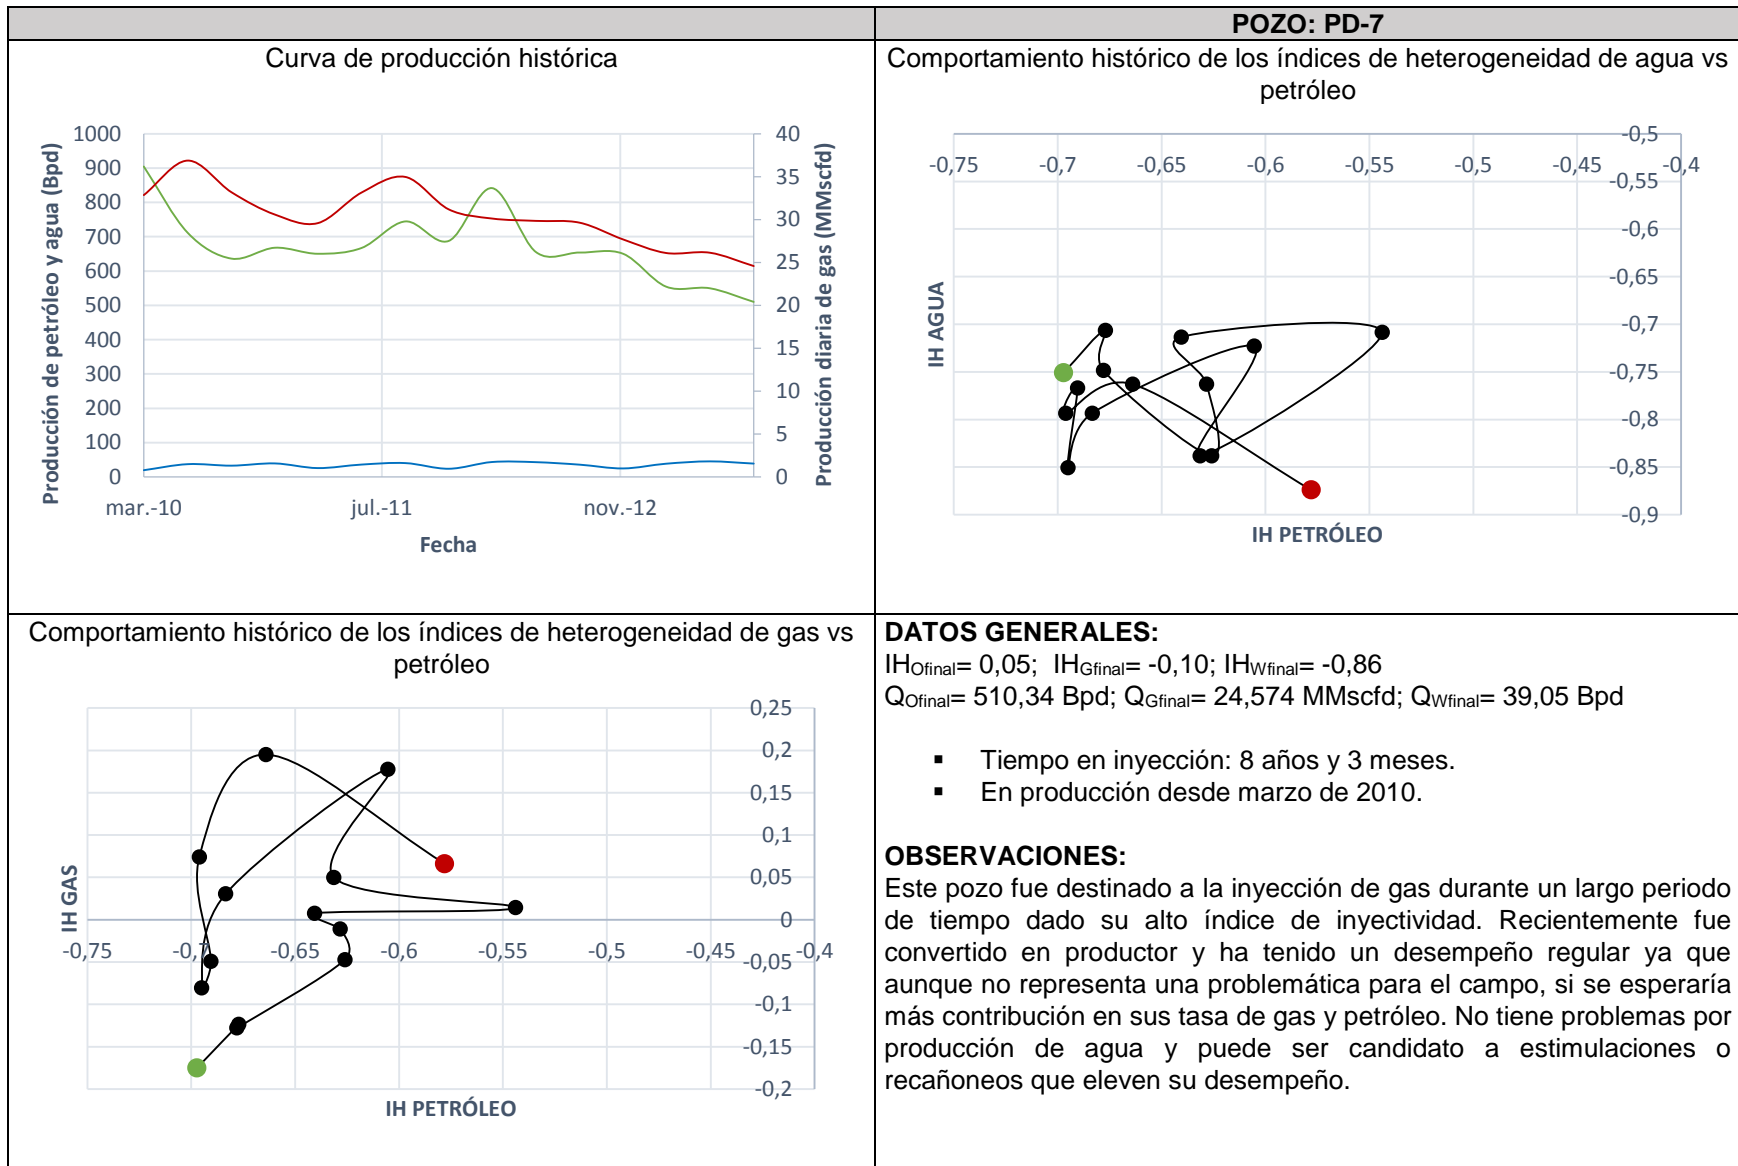 POZO: PD-7
Curva de producción histórica
1000
900
800
700
600
500
400
300
200
100
0
Producción de petróleo y agua (Bpd)
40
35
30
25
20
15
10
5
0
Producción diaria de gas (MMscfd)
mar.-10 jul.-11 nov.-12
Fecha
Comportamiento histórico de los índices de heterogeneidad de agua vs
petróleo
-0,75 -0,7 -0,65 -0,6 -0,55 -0,5 -0,45 -0,4
-0,5
-0,55
-0,6
-0,65
-0,7
-0,75
-0,8
-0,85
-0,9
IH AGUA
IH PETRÓLEO
Comportamiento histórico de los índices de heterogeneidad de gas vs
petróleo
0,25
0,2
0,15
0,1
0,05
0
-0,05
-0,1
-0,15
-0,2
-0,75 -0,7 -0,65 -0,6 -0,55 -0,5 -0,45 -0,4
IH GAS
IH PETRÓLEO
DATOS GENERALES:
IHOfinal= 0,05; IHGfinal= -0,10; IHWfinal= -0,86
QOfinal= 510,34 Bpd; QGfinal= 24,574 MMscfd; QWfinal= 39,05 Bpd
▪ Tiempo en inyección: 8 años y 3 meses.
▪ En producción desde marzo de 2010.
OBSERVACIONES:
Este pozo fue destinado a la inyección de gas durante un largo periodo
de tiempo dado su alto índice de inyectividad. Recientemente fue
convertido en productor y ha tenido un desempeño regular ya que
aunque no representa una problemática para el campo, si se esperaría
más contribución en sus tasa de gas y petróleo. No tiene problemas por
producción de agua y puede ser candidato a estimulaciones o
recañoneos que eleven su desempeño.